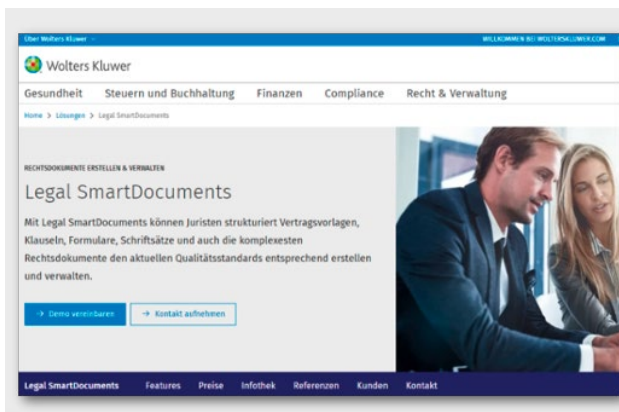 Über Wolters Kluwer
WILLKOMMEN BEI WOLTERSKLUWER.COM
Wolters Kluwer
Gesundheit Steuern und Buchhaltung Finanzen Compliance Recht & Verwaltung
Home > Lösungen > Legal SmartDocuments
RECHTSDOKUMENTE ERSTELLEN & VERWALTEN
Legal SmartDocuments
Mit Legal SmartDocuments können Juristen strukturiert Vertragsvorlagen,
Klauseln, Formulare, Schriftsätze und auch die komplexesten
Rechtsdokumente den aktuellen Qualitätsstandards entsprechend erstellen
und verwalten.
→ Demo vereinbaren → Kontakt aufnehmen
Legal SmartDocuments Features Preise Infothek Referenzen Kunden Kontakt